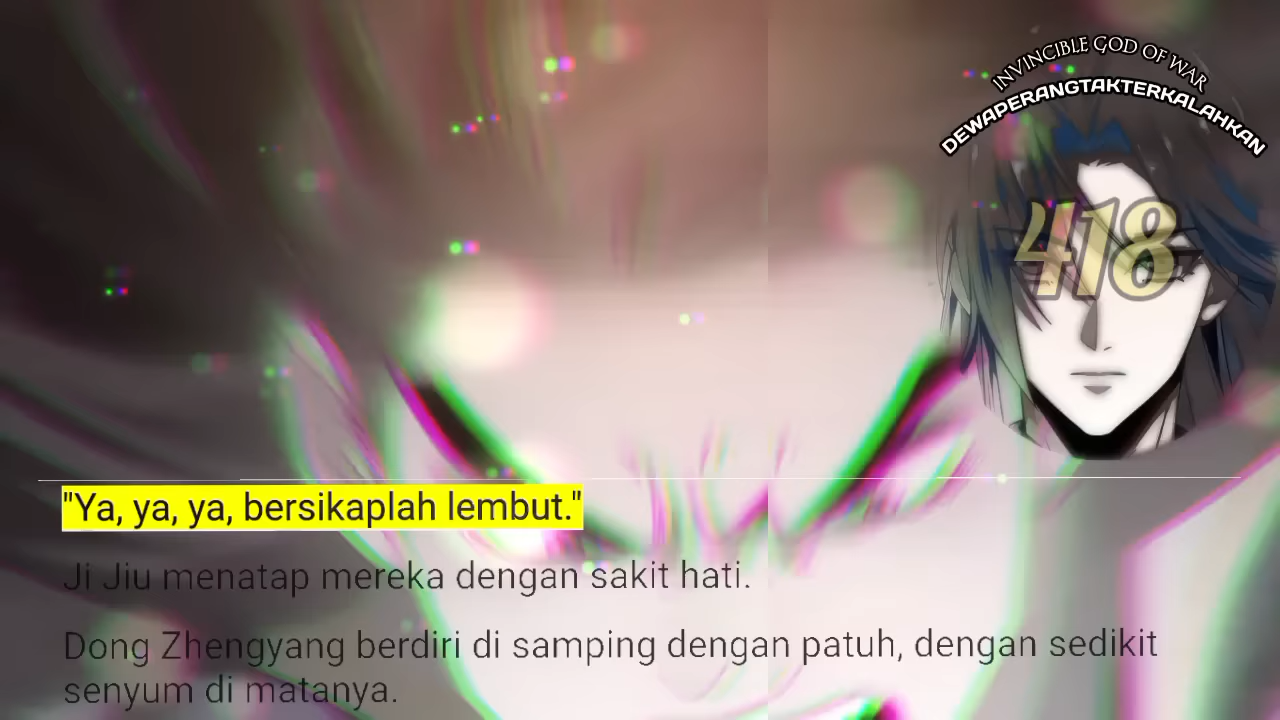 INVINCIBLE GOD OF WAR
DEWAPERANGTAKTERKALAHKAN
418
"Ya, ya, ya, bersikaplah lembut."
Ji Jiu menatap mereka dengan sakit hati.
Dong Zhengyang berdiri di samping dengan patuh, dengan sedikit
senyum di matanya.